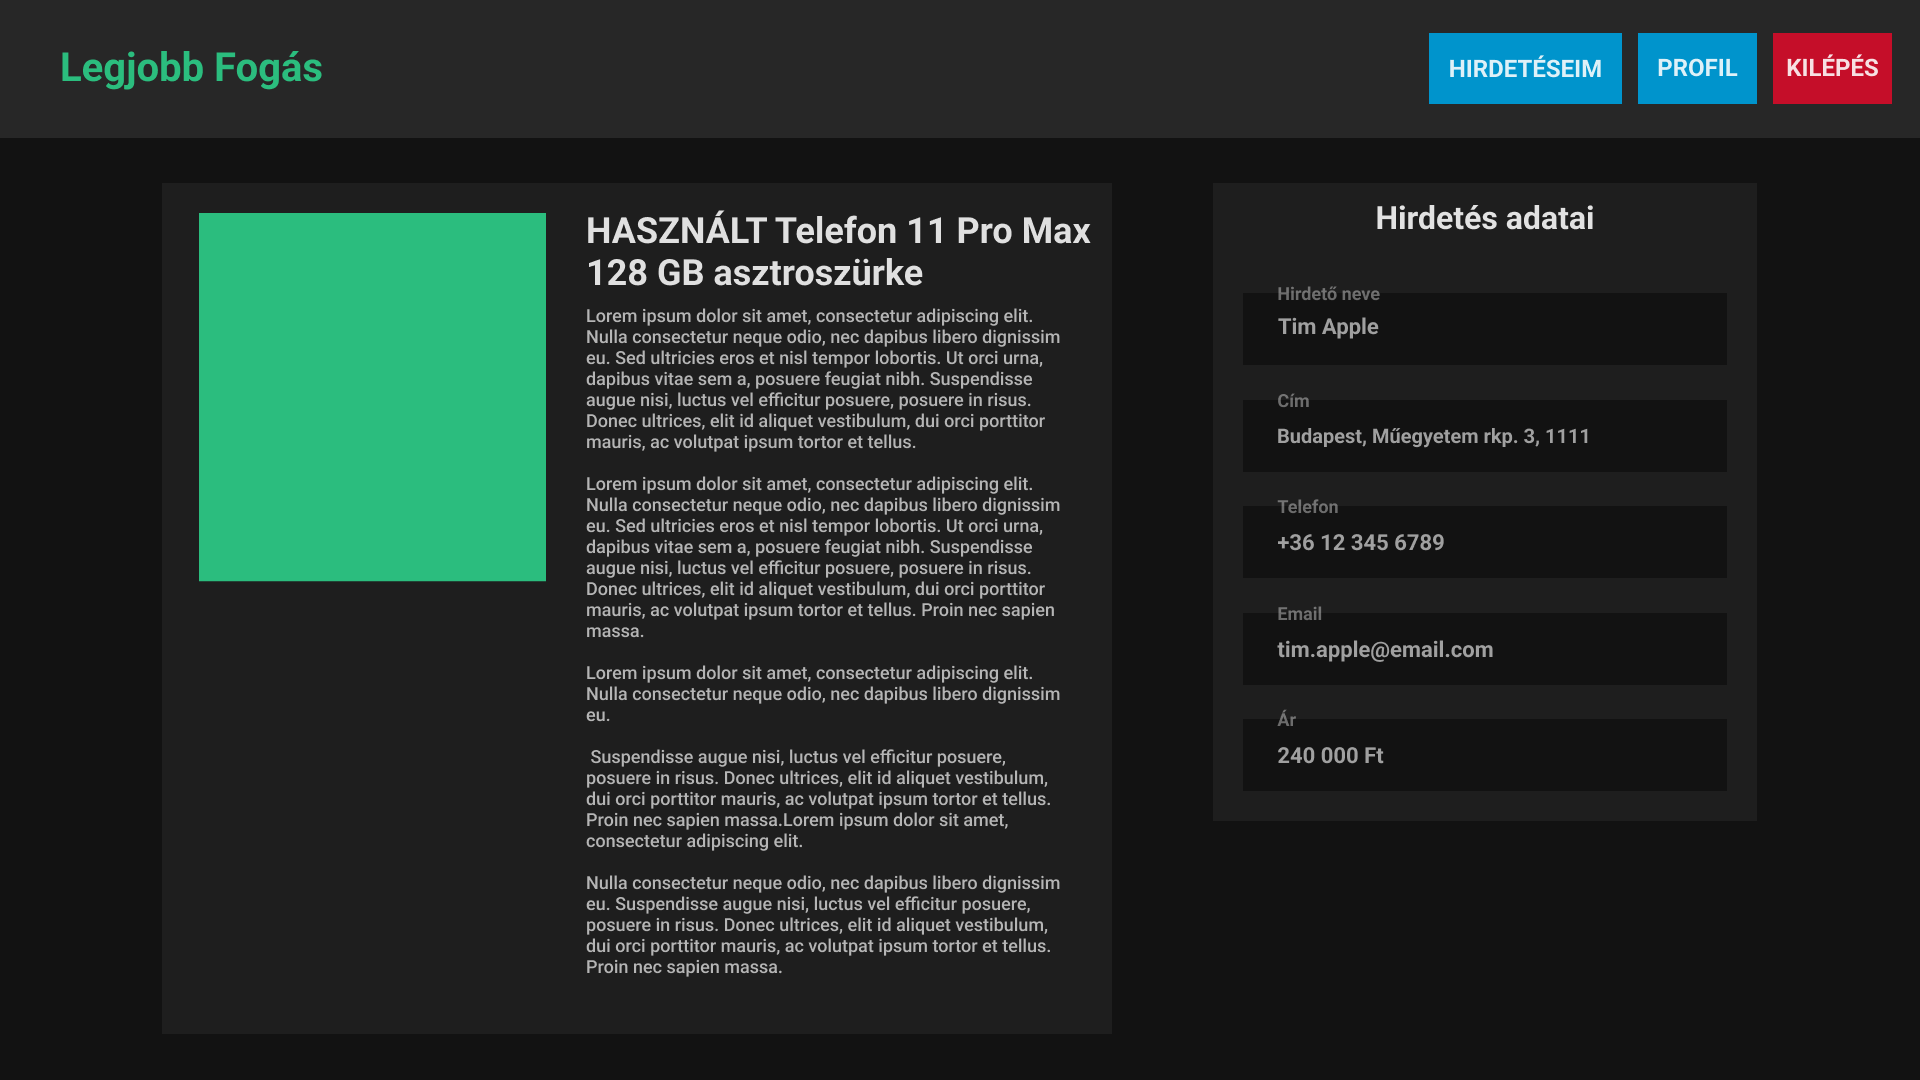 Legjobb Fogás
HIRDETÉSEIM
PROFIL
KILÉPÉS
HASZNÁLT Telefon 11 Pro Max
128 GB asztroszürke
Lorem ipsum dolor sit amet, consectetur adipiscing elit.
Nulla consectetur neque odio, nec dapibus libero dignissim
eu. Sed ultricies eros et nisl tempor lobortis. Ut orci urna,
dapibus vitae sem a, posuere feugiat nibh. Suspendisse
augue nisi, luctus vel efficitur posuere, posuere in risus.
Donec ultrices, elit id aliquet vestibulum, dui orci porttitor
mauris, ac volutpat ipsum tortor et tellus.
Lorem ipsum dolor sit amet, consectetur adipiscing elit.
Nulla consectetur neque odio, nec dapibus libero dignissim
eu. Sed ultricies eros et nisl tempor lobortis. Ut orci urna,
dapibus vitae sem a, posuere feugiat nibh. Suspendisse
augue nisi, luctus vel efficitur posuere, posuere in risus.
Donec ultrices, elit id aliquet vestibulum, dui orci porttitor
mauris, ac volutpat ipsum tortor et tellus. Proin nec sapien
massa.
Lorem ipsum dolor sit amet, consectetur adipiscing elit.
Nulla consectetur neque odio, nec dapibus libero dignissim
eu.
Suspendisse augue nisi, luctus vel efficitur posuere,
posuere in risus. Donec ultrices, elit id aliquet vestibulum,
dui orci porttitor mauris, ac volutpat ipsum tortor et tellus.
Proin nec sapien massa.Lorem ipsum dolor sit amet,
consectetur adipiscing elit.
Nulla consectetur neque odio, nec dapibus libero dignissim
eu. Suspendisse augue nisi, luctus vel efficitur posuere,
posuere in risus. Donec ultrices, elit id aliquet vestibulum,
dui orci porttitor mauris, ac volutpat ipsum tortor et tellus.
Proin nec sapien massa.
Hirdetés adatai
Hirdető neve
Tim Apple
Cím
Budapest, Műegyetem rkp. 3, 1111
Telefon
+36 12 345 6789
Email
tim.apple@email.com
Ár
240 000 Ft